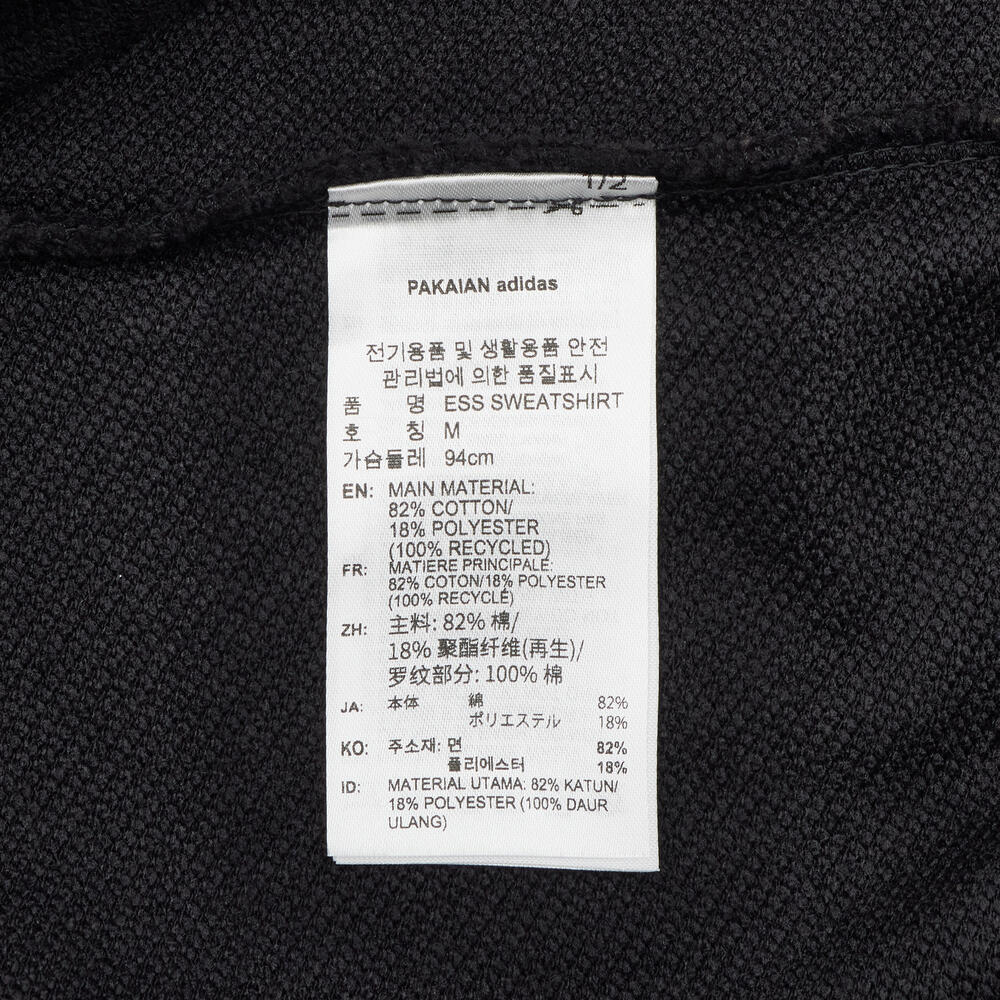 1/2
PAKAIAN adidas
전기용품 및 생활용품 안전
관리법에 의한 품질표시
품 명 ESS SWEATSHIRT
호 칭 M
가슴둘레 94cm
EN: MAIN MATERIAL:
82% COTTON/
18% POLYESTER
(100% RECYCLED)
FR: MATIERE PRINCIPALE:
82% COTON/18% POLYESTER
(100% RECYCLÉ)
ZH: 主料: 82% 棉/
18% 聚酯纤维(再生)/
罗纹部分: 100% 棉
JA: 本体 綿 82%
ポリエステル 18%
KO: 주소재: 면 82%
폴리에스터 18%
ID: MATERIAL UTAMA: 82% KATUN/
18% POLYESTER (100% DAUR
ULANG)